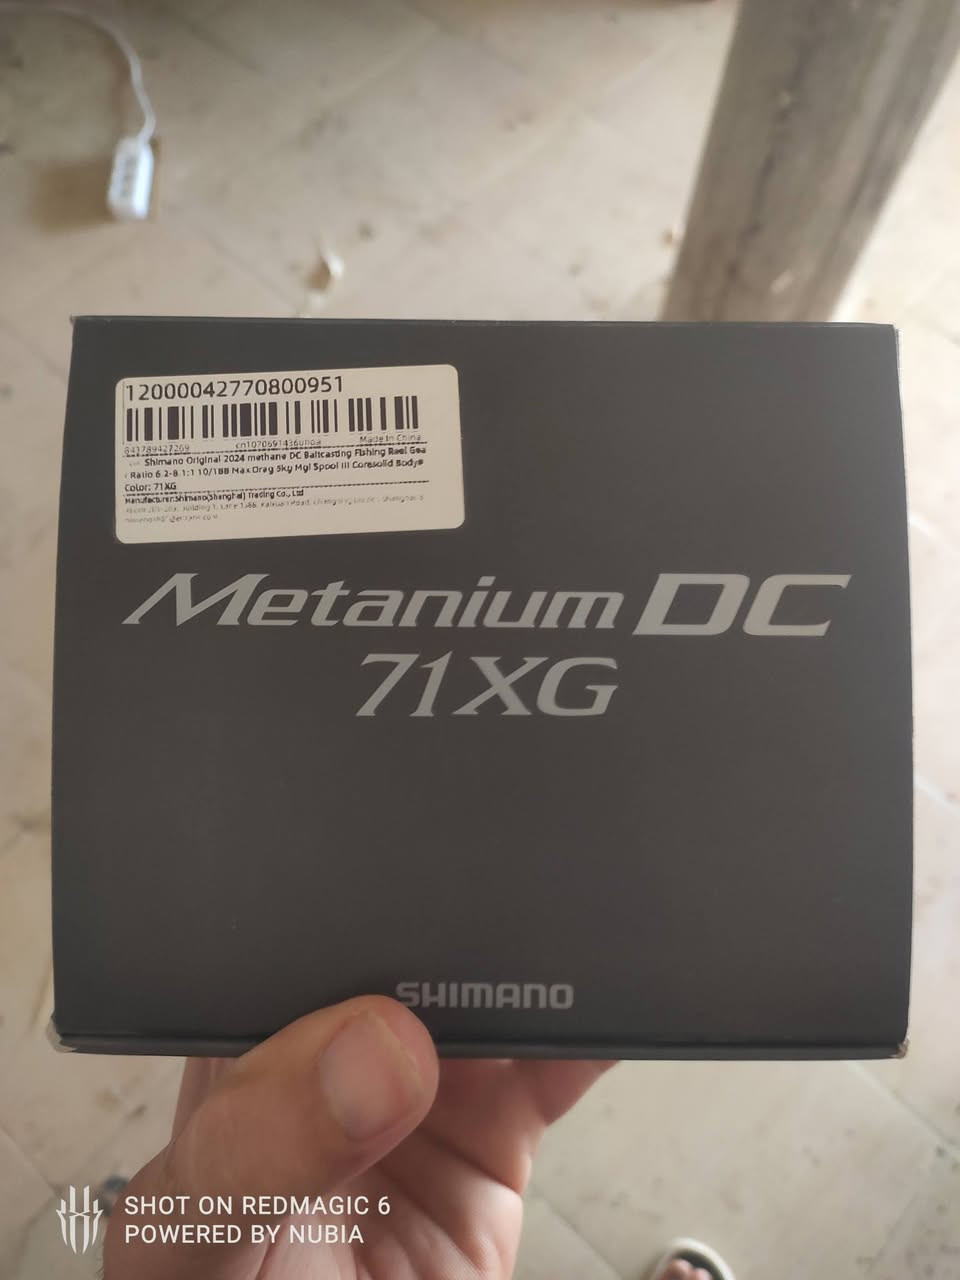 12000042770800951
cn1070691436uhoa Made In China
Shimano Original 2024 methane DC Baitcasting Fishing Reel Gea
r Ratio 6.2-8.1:1 10/1BB Max Drag 5kg Mgl Spool III Coresolid Body#
Color: 71XG
Manufacturer:Shimano(Shanghai) Trading Co., Ltd
Metanium DC
71XG
SHIMANO
SHOT ON REDMAGIC 6
POWERED BY NUBIA